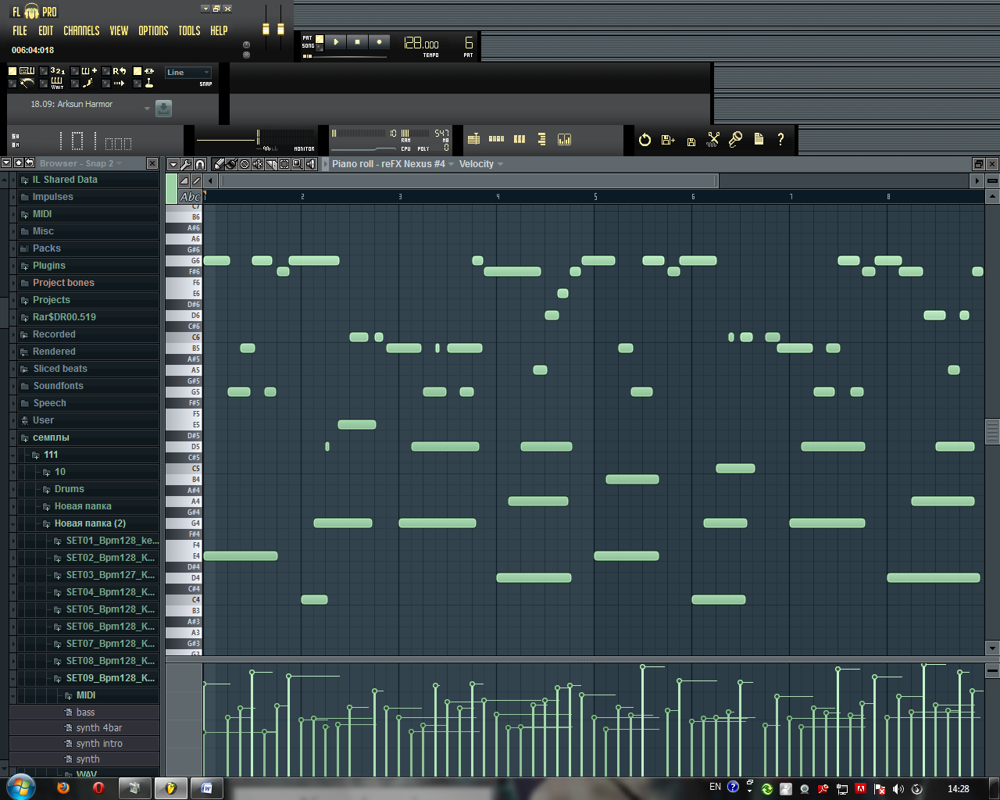 FL PRO
FILE EDIT CHANNELS VIEW OPTIONS TOOLS HELP
006:04:018
PAT
SONG
128.000
TEMPO
6
PAT
3 2 1
R
WAIT
Line
SNAP
18.09: Arksun Harmor
MONITOR
10
RAM
CPU
POLY
547
MB
0
?
Browser - Snap 2
Piano roll - reFX Nexus #4
Velocity
Abc
1 2 3 4 5 6 7 8
IL Shared Data
Impulses
MIDI
Misc
Packs
Plugins
Project bones
Projects
Rar$DR00.519
Recorded
Rendered
Sliced beats
Soundfonts
Speech
User
семплы
111
10
Drums
Новая папка
Новая папка (2)
SET01_Bpm128_ke...
SET02_Bpm128_K...
SET03_Bpm127_K...
SET04_Bpm128_K...
SET05_Bpm128_K...
SET06_Bpm128_K...
SET07_Bpm128_K...
SET08_Bpm128_K...
SET09_Bpm128_K...
MIDI
bass
synth 4bar
synth intro
synth
WAV
C7
B6
A#6
A6
G#6
G6
F#6
F6
E6
D#6
D6
C#6
C6
B5
A#5
A5
G#5
G5
F#5
F5
E5
D#5
D5
C#5
C5
B4
A#4
A4
G#4
G4
F#4
F4
E4
D#4
D4
C#4
C4
B3
A#3
A3
G#3
G3
EN
14:28